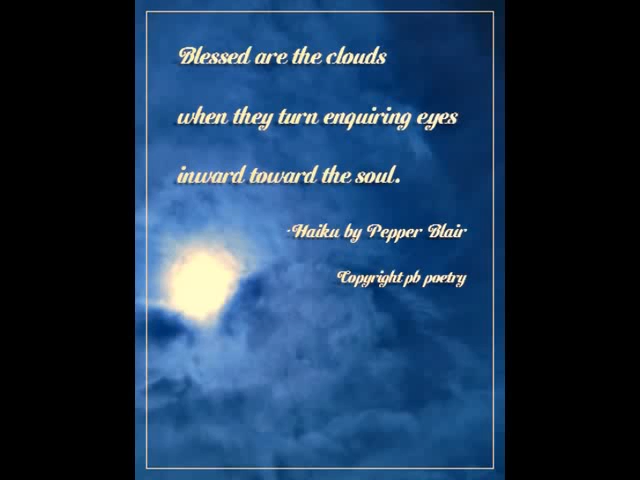 Blessed are the clouds
when they turn enquiring eyes
inward toward the soul.
-Haiku by Pepper Blair
Copyright pb poetry